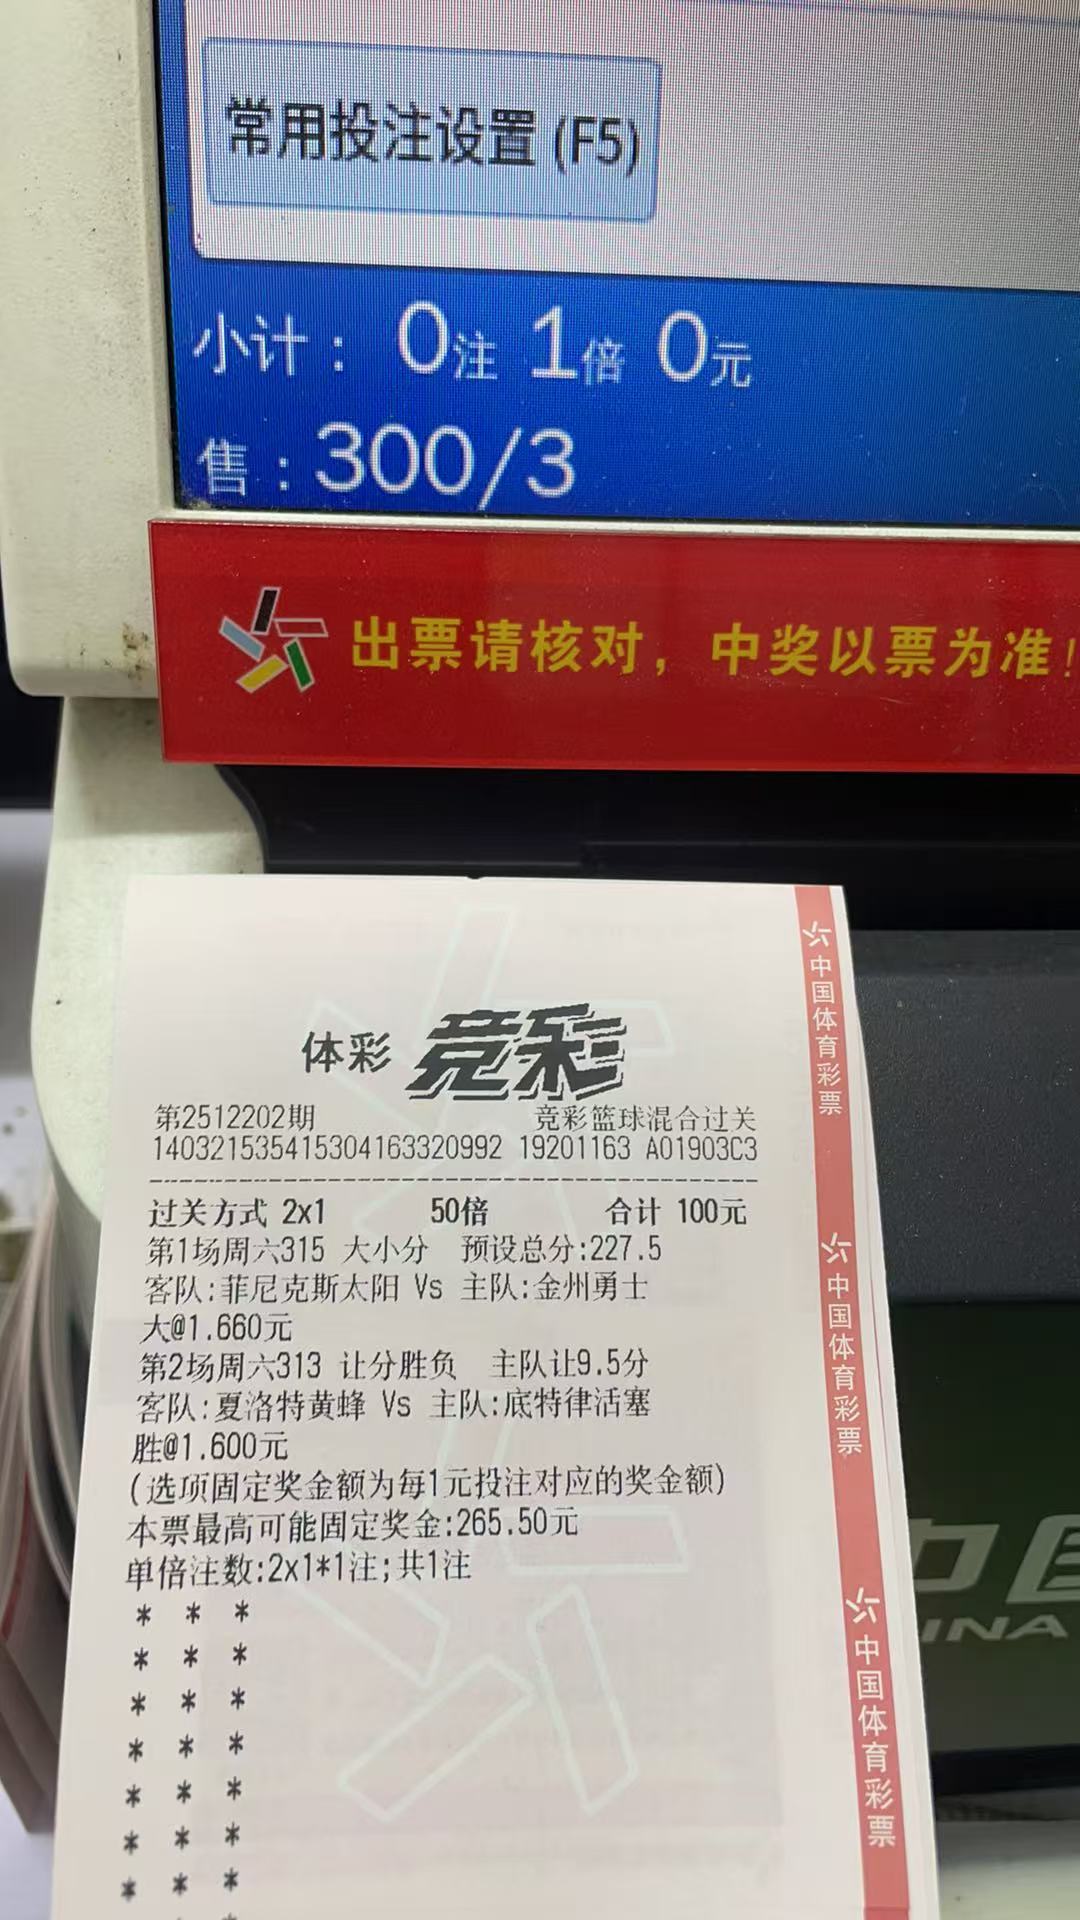 常用投注设置 (F5)
小计： 0注 1倍 0元
售：300/3
出票请核对，中奖以票为准！
体彩 竞彩
第2512202期 竞彩篮球混合过关
140321535415304163320992 19201163 A01903C3
过关方式 2x1 50倍 合计 100元
第1场周六315 大小分 预设总分:227.5
客队:菲尼克斯太阳 Vs 主队:金州勇士
大@1.660元
第2场周六313 让分胜负 主队让9.5分
客队:夏洛特黄蜂 Vs 主队:底特律活塞
胜@1.600元
(选项固定奖金额为每1元投注对应的奖金额)
本票最高可能固定奖金:265.50元
单倍注数:2x1*1注;共1注
* * *
* * *
* * *
* * *
* * *
* * *
* * *
中国体育彩票
中国体育彩票
中国体育彩票
中国
INA